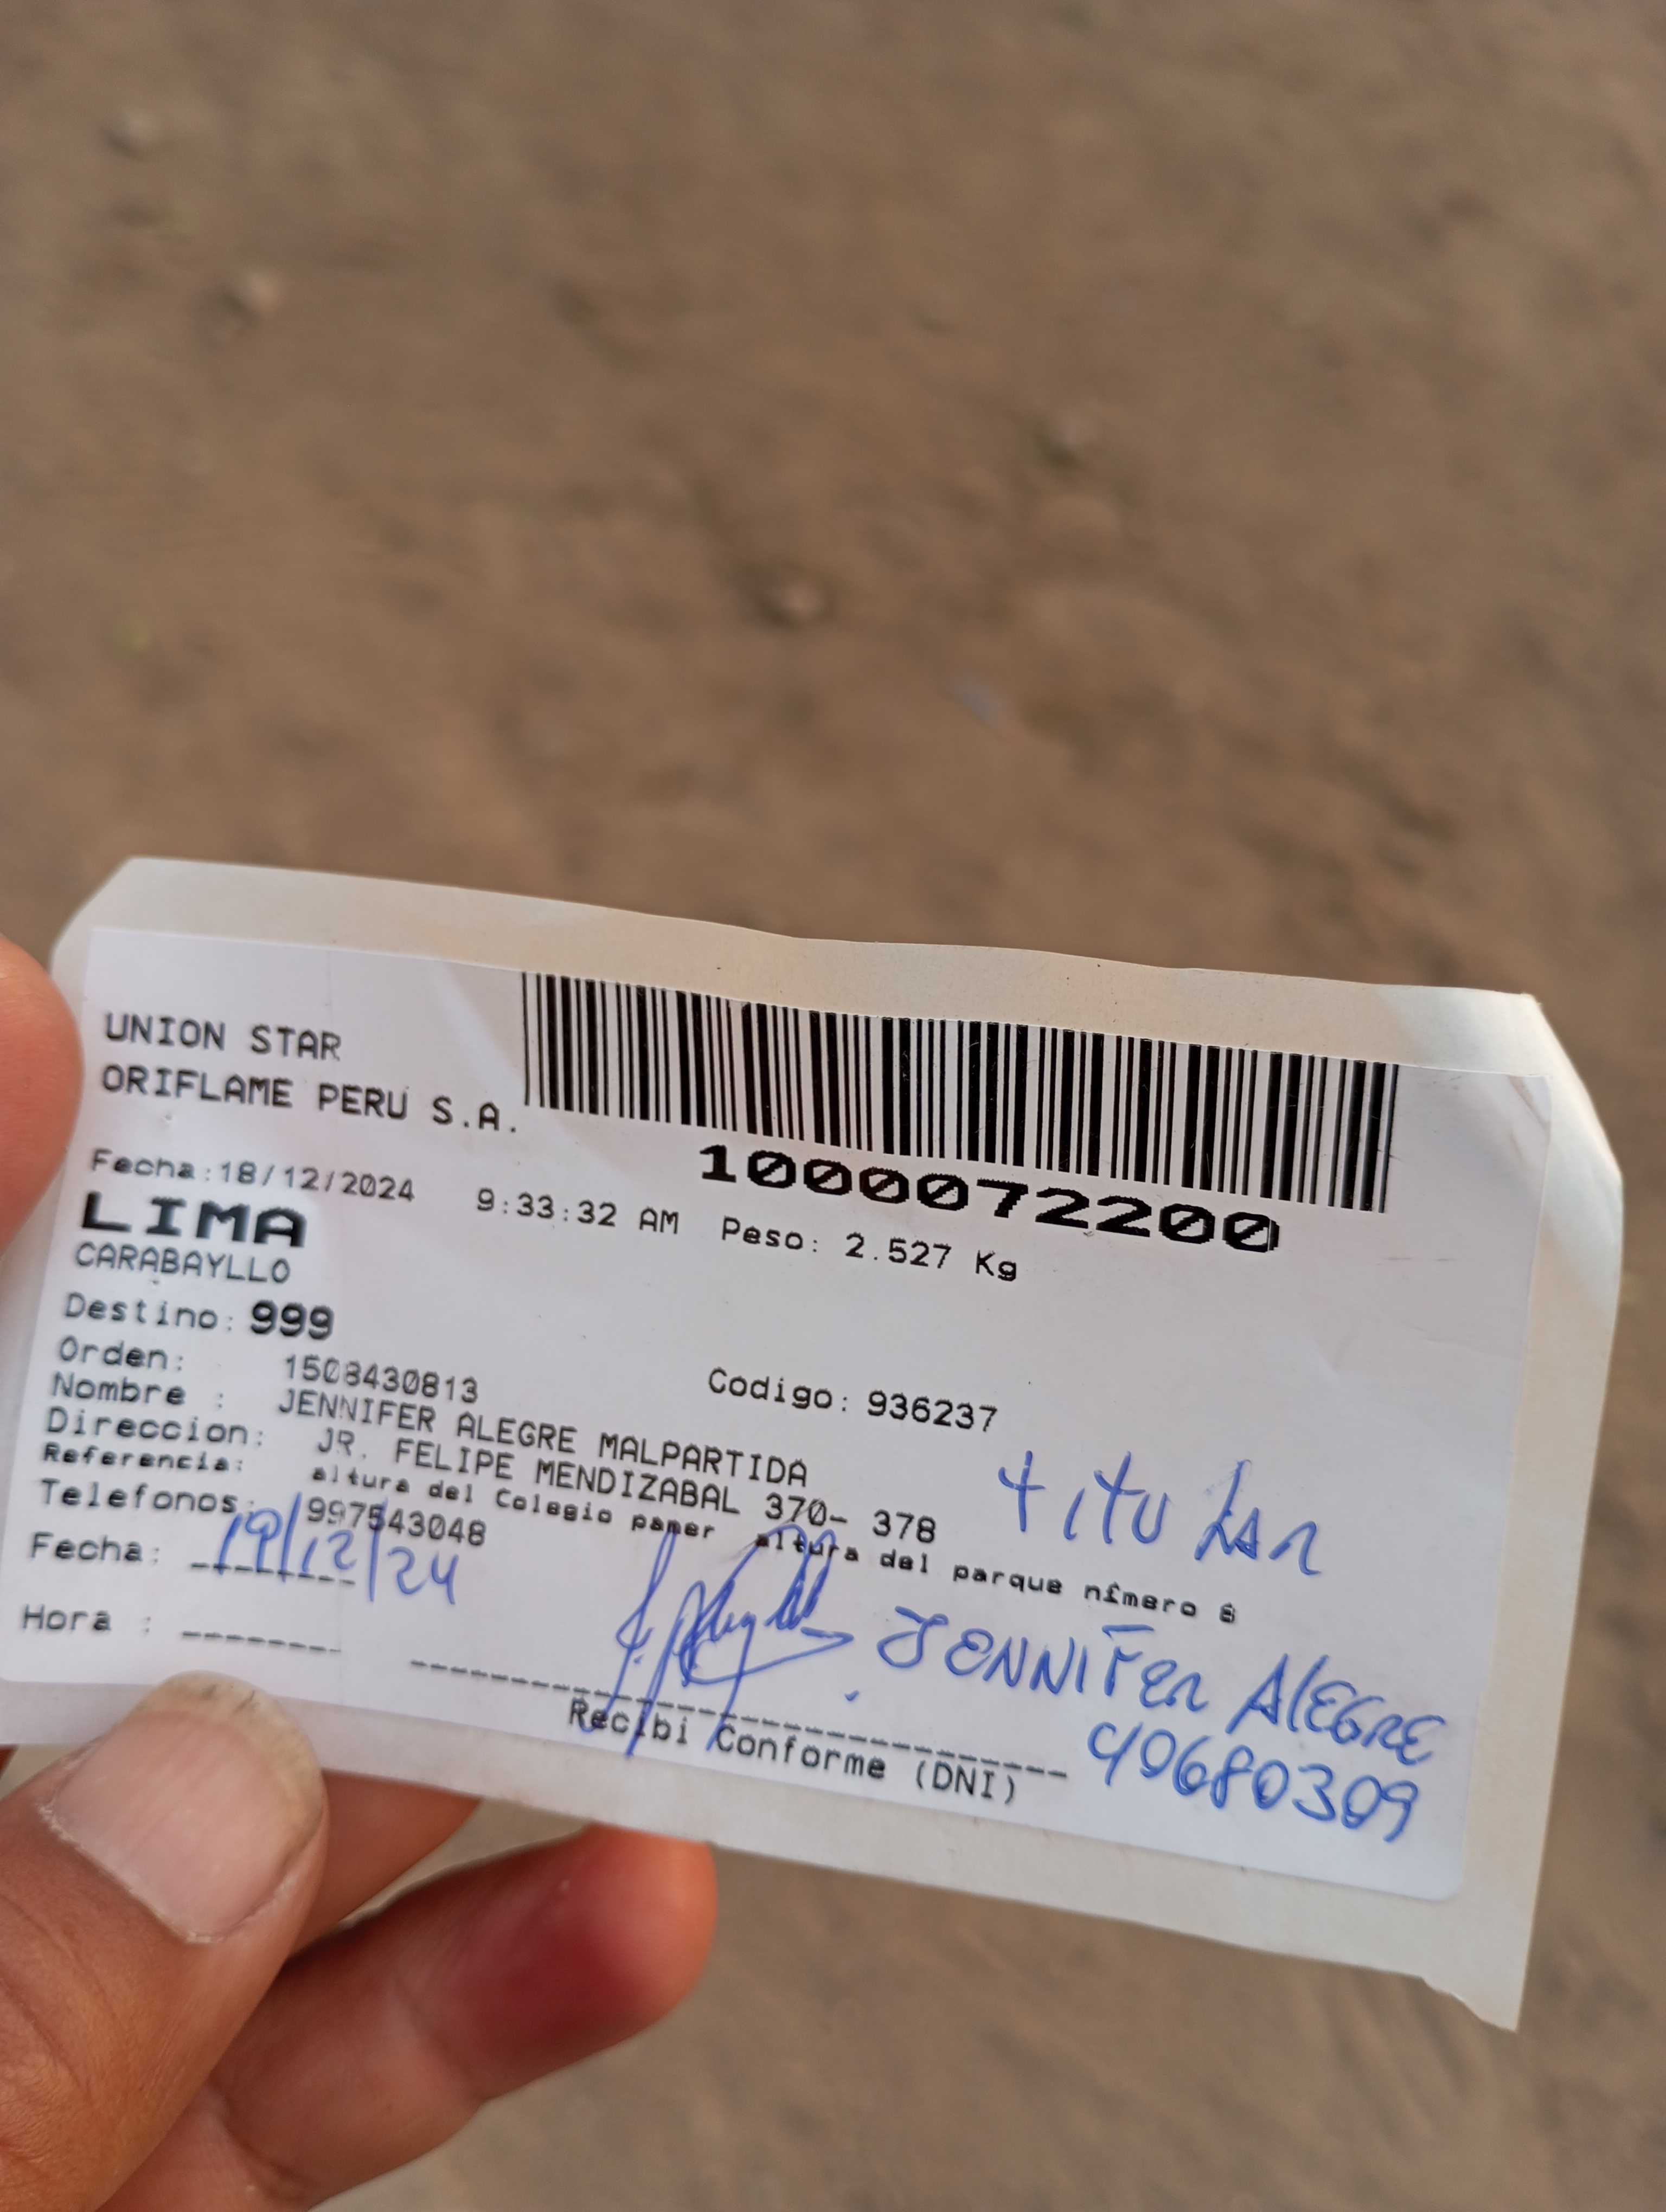 UNION STAR
ORIFLAME PERU S.A.
1000072200
Fecha:18/12/2024 9:33:32 AM Peso: 2.527 Kg
LIMA
CARABAYLLO
Destino: 999
Orden: 1508430813 Codigo: 936237
Nombre : JENNIFER ALEGRE MALPARTIDA
Direccion: JR. FELIPE MENDIZABAL 370- 378
Referencia: altura del Colegio pamer altura del parque nímero 6
Telefonos: 997543048
titular
Fecha: 19/12/24
Hora :
JENNIFER ALEGRE
40680309
Recibi Conforme (DNI)